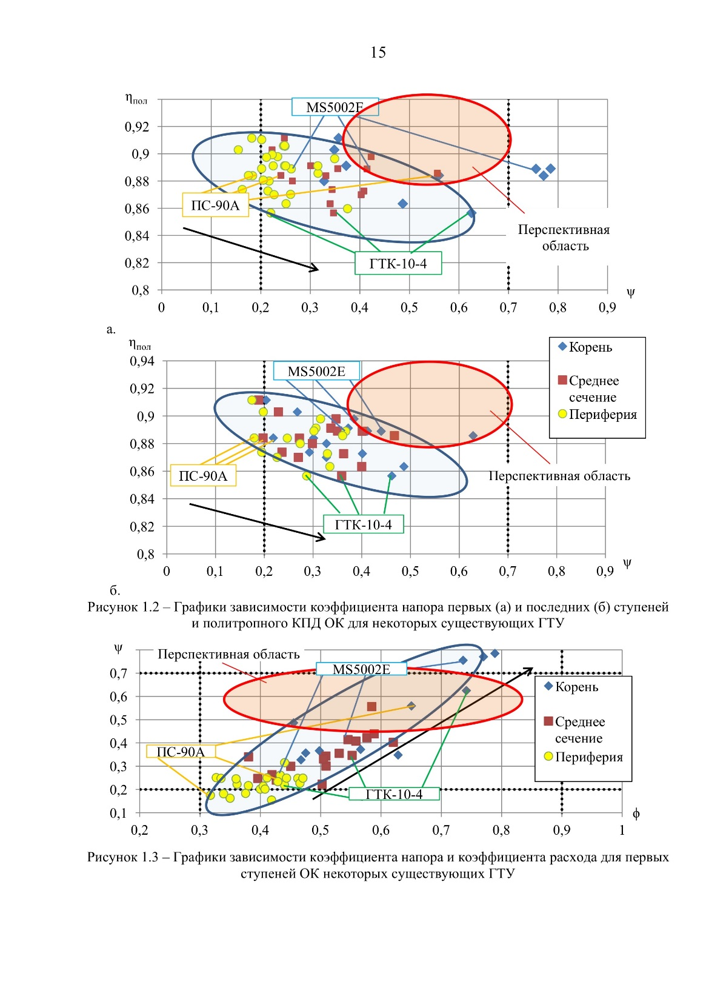 15
ηпол
MS5002E
0,92
0,9
0,88
ПС-90А
0,86
Перспективная
область
0,84
ГТК-10-4
0,82
0,8
ψ
0 0,1 0,2 0,3 0,4 0,5 0,6 0,7 0,8 0,9
а.
ηпол
Корень
Среднее
сечение
Периферия
0,94
MS5002E
0,92
0,9
0,88
ПС-90А
Перспективная область
0,86
0,84
ГТК-10-4
0,82
0,8
ψ
0 0,1 0,2 0,3 0,4 0,5 0,6 0,7 0,8 0,9
б.
Рисунок 1.2 – Графики зависимости коэффициента напора первых (а) и последних (б) ступеней
и политропного КПД ОК для некоторых существующих ГТУ
ψ
Перспективная область
MS5002E
0,7
Корень
0,6
0,5
Среднее
сечение
0,4
ПС-90А
Периферия
0,3
0,2
ГТК-10-4
0,1
ϕ
0,2 0,3 0,4 0,5 0,6 0,7 0,8 0,9 1
Рисунок 1.3 – Графики зависимости коэффициента напора и коэффициента расхода для первых
ступеней ОК некоторых существующих ГТУ